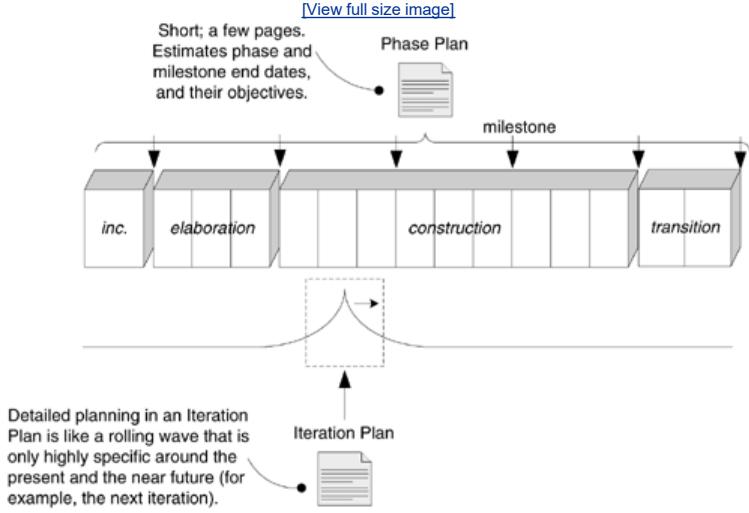 [View full size image]
Short; a few pages.
Estimates phase and
milestone end dates,
and their objectives.
Phase Plan
milestone
inc.
elaboration
construction
transition
Detailed planning in an Iteration
Plan is like a rolling wave that is
only highly specific around the
present and the near future (for
example, the next iteration).
Iteration Plan